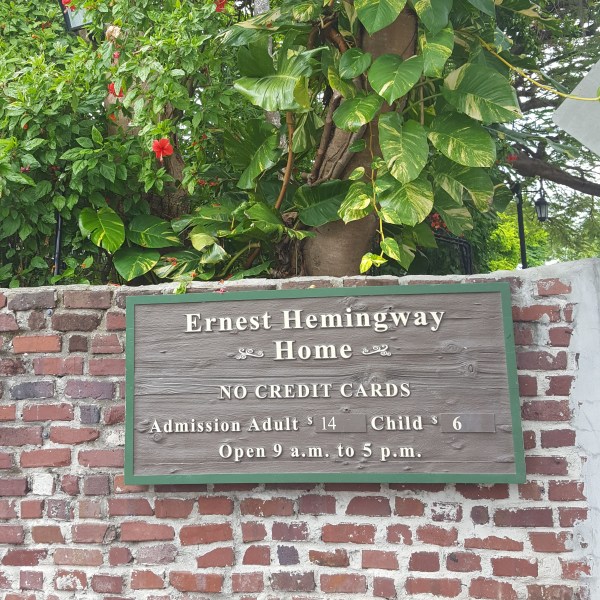 Ernest Hemingway
Home
NO CREDIT CARDS
Admission Adult $ 14 Child $ 6
Open 9 a.m. to 5 p.m.